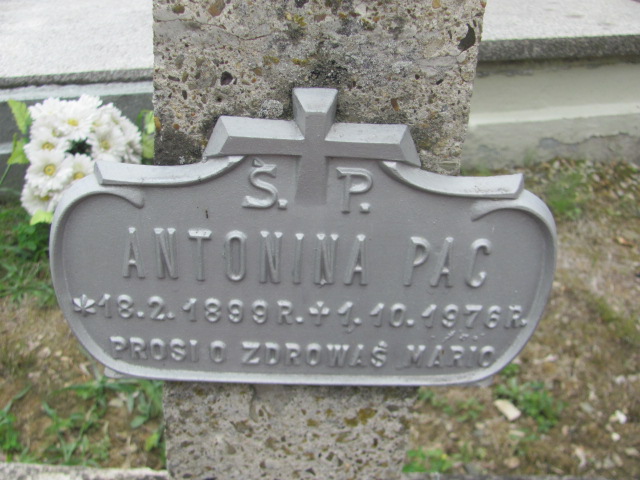 Ś. P.
ANTONINA PAC
*18.2.1899R.✝1.10.1976R.
PROSI O ZDROWAŚ MARIO